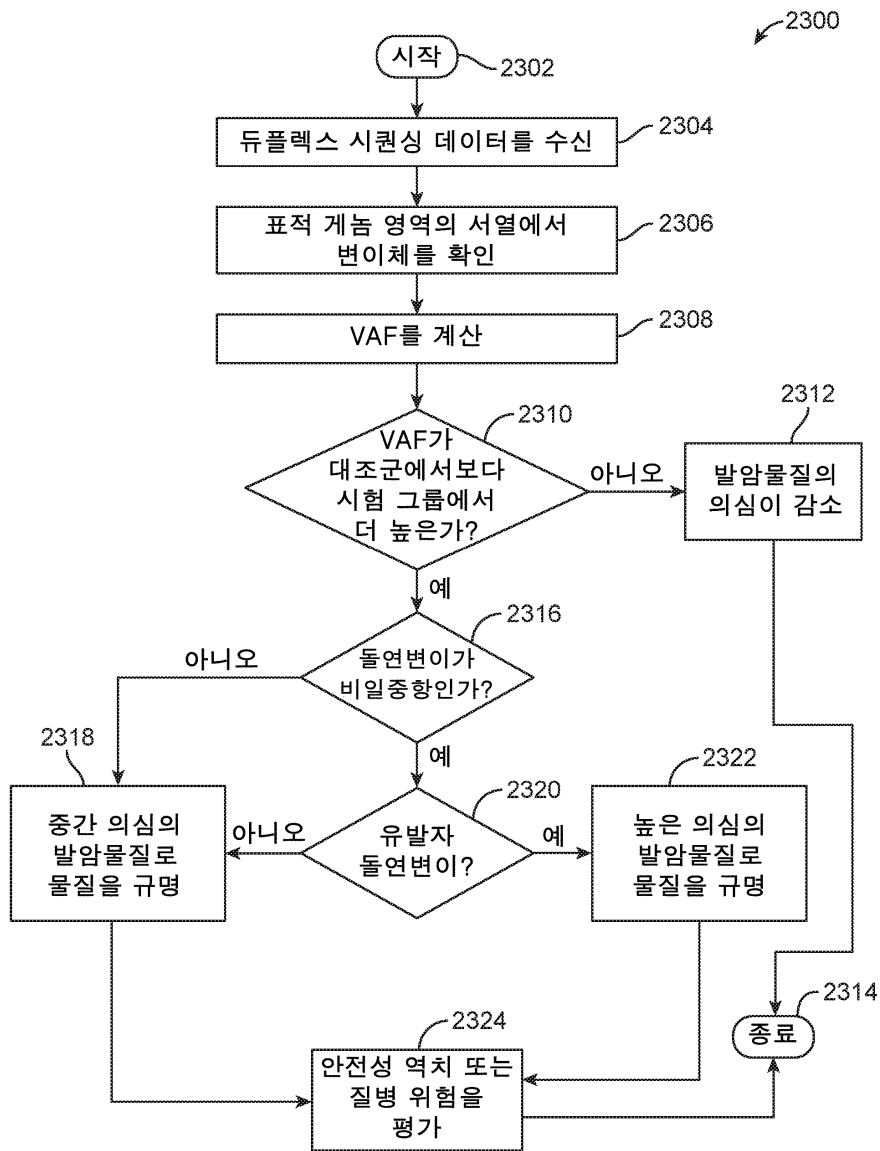 2300
시작
2302
듀플렉스 시퀀싱 데이터를 수신
2304
표적 게놈 영역의 서열에서
변이체를 확인
2306
VAF를 계산
2308
VAF가
대조군에서보다
시험 그룹에서
더 높은가?
2310
아니오
2312
발암물질의
의심이 감소
예
2316
돌연변이가
비일중항인가?
아니오
예
2318
중간 의심의
발암물질로
물질을 규명
아니오
2320
유발자
돌연변이?
예
2322
높은 의심의
발암물질로
물질을 규명
2324
안전성 역치 또는
질병 위험을
평가
2314
종료